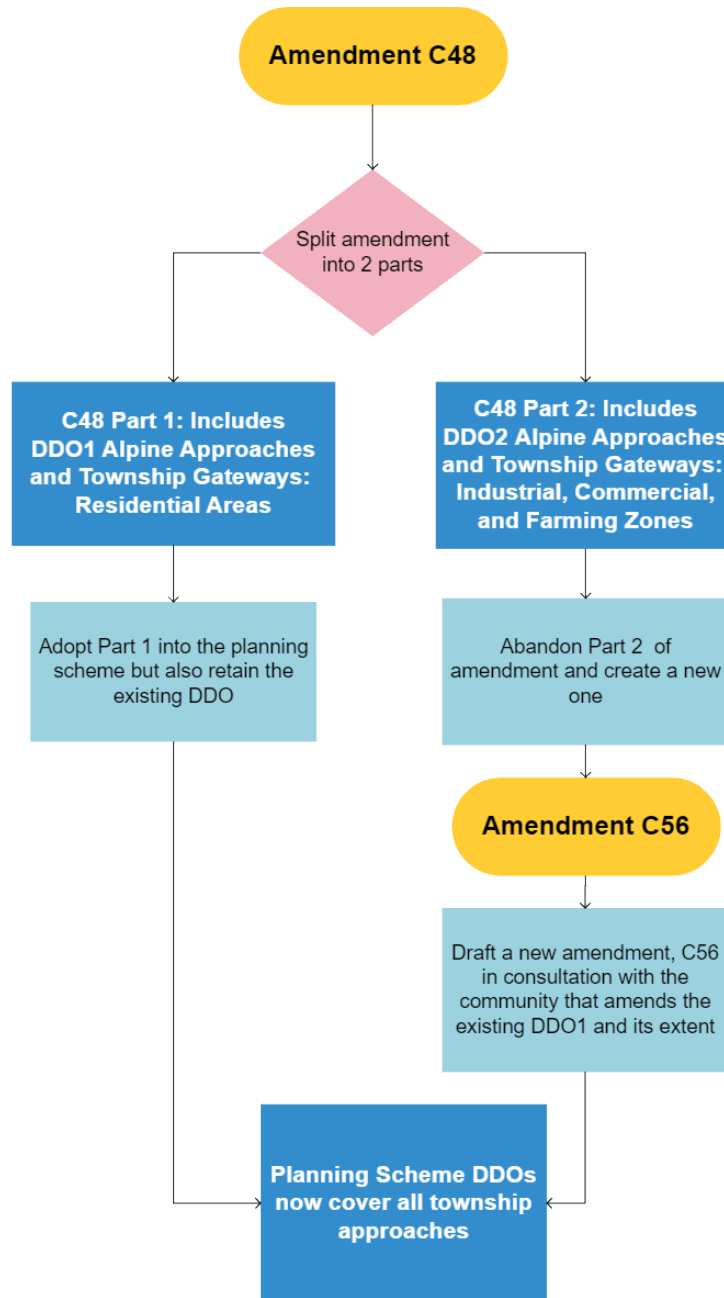 Amendment C48
Split amendment
into 2 parts
C48 Part 1: Includes
DDO1 Alpine Approaches
and Township Gateways:
Residential Areas
C48 Part 2: Includes
DDO2 Alpine Approaches
and Township Gateways:
Industrial, Commercial,
and Farming Zones
Adopt Part 1 into the planning
scheme but also retain the
existing DDO
Abandon Part 2 of
amendment and create a new
one
Amendment C56
Draft a new amendment, C56
in consultation with the
community that amends the
existing DDO1 and its extent
Planning Scheme DDOs
now cover all township
approaches